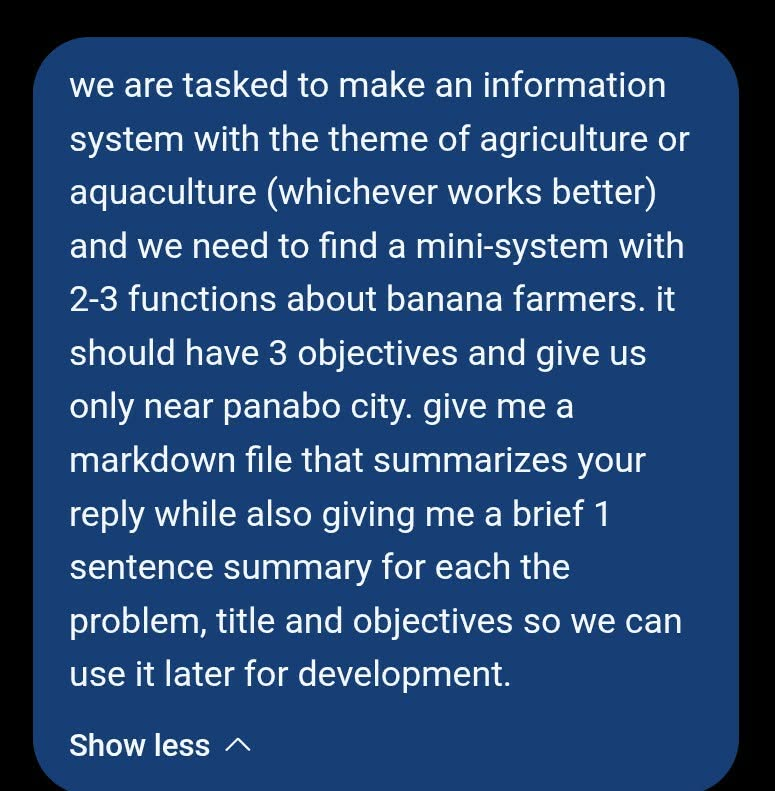 we are tasked to make an information
system with the theme of agriculture or
aquaculture (whichever works better)
and we need to find a mini-system with
2-3 functions about banana farmers. it
should have 3 objectives and give us
only near panabo city. give me a
markdown file that summarizes your
reply while also giving me a brief 1
sentence summary for each the
problem, title and objectives so we can
use it later for development.
Show less